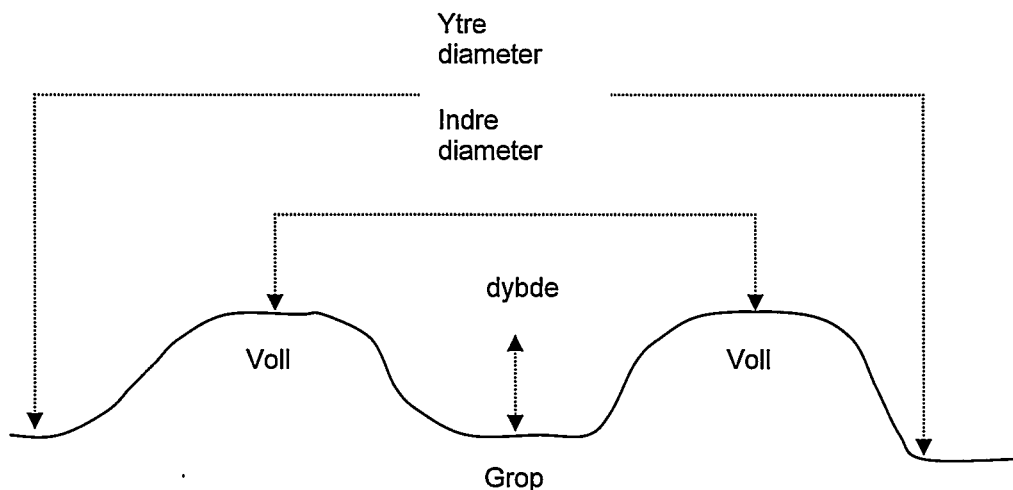 Ytre
diameter
Indre
diameter
dybde
Voll
Voll
Grop